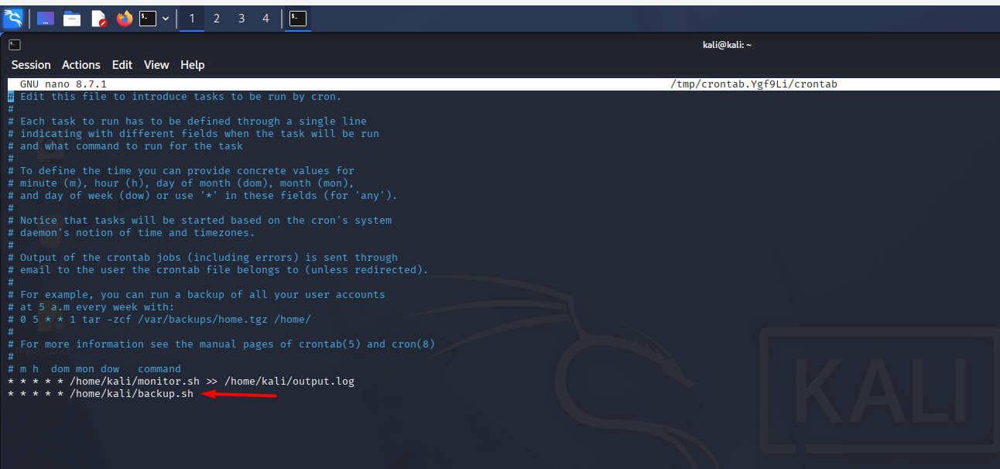 1 2 3 4
kali@kali: ~
Session Actions Edit View Help
GNU nano 8.7.1 /tmp/crontab.Ygf9Li/crontab
# Edit this file to introduce tasks to be run by cron.
#
# Each task to run has to be defined through a single line
# indicating with different fields when the task will be run
# and what command to run for the task
#
# To define the time you can provide concrete values for
# minute (m), hour (h), day of month (dom), month (mon),
# and day of week (dow) or use '*' in these fields (for 'any').
#
# Notice that tasks will be started based on the cron's system
# daemon's notion of time and timezones.
#
# Output of the crontab jobs (including errors) is sent through
# email to the user the crontab file belongs to (unless redirected).
#
# For example, you can run a backup of all your user accounts
# at 5 a.m every week with:
# 0 5 * * 1 tar -zcf /var/backups/home.tgz /home/
#
# For more information see the manual pages of crontab(5) and cron(8)
#
# m h  dom mon dow   command
* * * * * /home/kali/monitor.sh >> /home/kali/output.log
* * * * * /home/kali/backup.sh
KALI